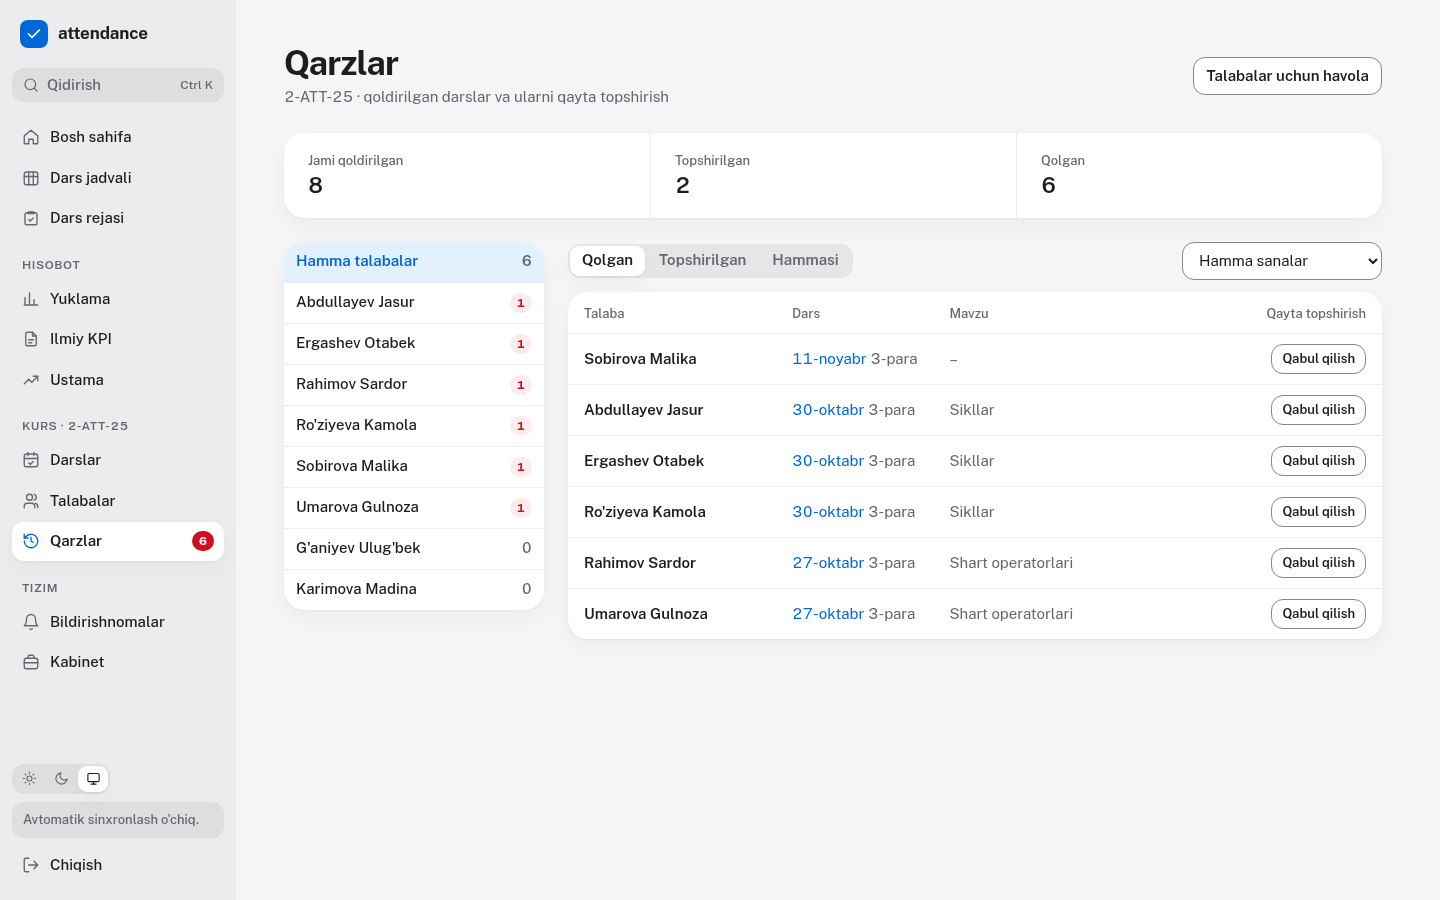 attendance
Qidirish Ctrl K
Bosh sahifa
Dars jadvali
Dars rejasi
HISOBOT
Yuklama
Ilmiy KPI
Ustama
KURS · 2-ATT-25
Darslar
Talabalar
Qarzlar 6
TIZIM
Bildirishnomalar
Kabinet
Avtomatik sinxronlash o'chiq.
Chiqish
Qarzlar
2-ATT-25 · qoldirilgan darslar va ularni qayta topshirish
Talabalar uchun havola
Jami qoldirilgan
8
Topshirilgan
2
Qolgan
6
Hamma talabalar 6
Abdullayev Jasur 1
Ergashev Otabek 1
Rahimov Sardor 1
Ro'ziyeva Kamola 1
Sobirova Malika 1
Umarova Gulnoza 1
G'aniyev Ulug'bek 0
Karimova Madina 0
Qolgan Topshirilgan Hammasi
Hamma sanalar
Talaba Dars Mavzu Qayta topshirish
Sobirova Malika 11-noyabr 3-para – Qabul qilish
Abdullayev Jasur 30-oktabr 3-para Sikllar Qabul qilish
Ergashev Otabek 30-oktabr 3-para Sikllar Qabul qilish
Ro'ziyeva Kamola 30-oktabr 3-para Sikllar Qabul qilish
Rahimov Sardor 27-oktabr 3-para Shart operatorlari Qabul qilish
Umarova Gulnoza 27-oktabr 3-para Shart operatorlari Qabul qilish